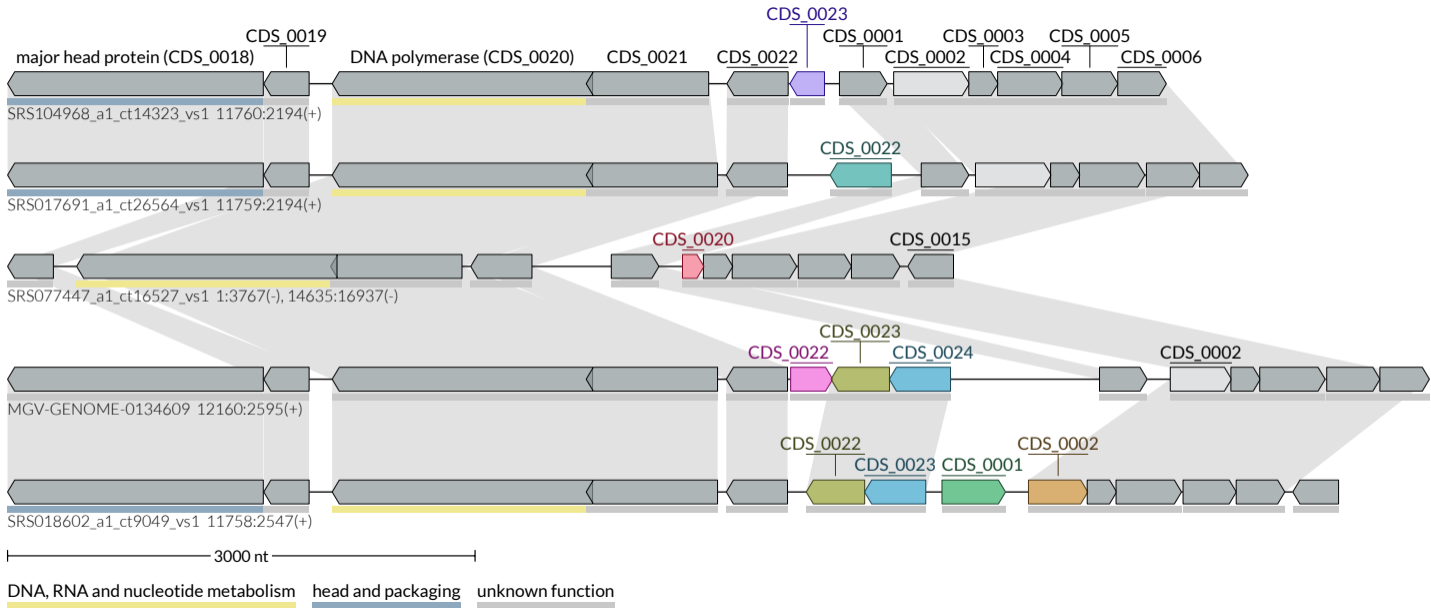 CDS_0023
CDS_0019 CDS_0001 CDS_0003 CDS_0005
major head protein (CDS_0018) DNA polymerase (CDS_0020) CDS_0021 CDS_0022 CDS_0002 CDS_0004 CDS_0006
SRS104968_a1_ct14323_vs1 11760:2194(+)
CDS_0022
SRS017691_a1_ct26564_vs1 11759:2194(+)
CDS_0020 CDS_0015
SRS077447_a1_ct16527_vs1 1:3767(-), 14635:16937(-)
CDS_0023
CDS_0022 CDS_0024 CDS_0002
MGV-GENOME-0134609 12160:2595(+)
CDS_0022 CDS_0002
CDS_0023 CDS_0001
SRS018602_a1_ct9049_vs1 11758:2547(+)
3000 nt
DNA, RNA and nucleotide metabolism head and packaging unknown function